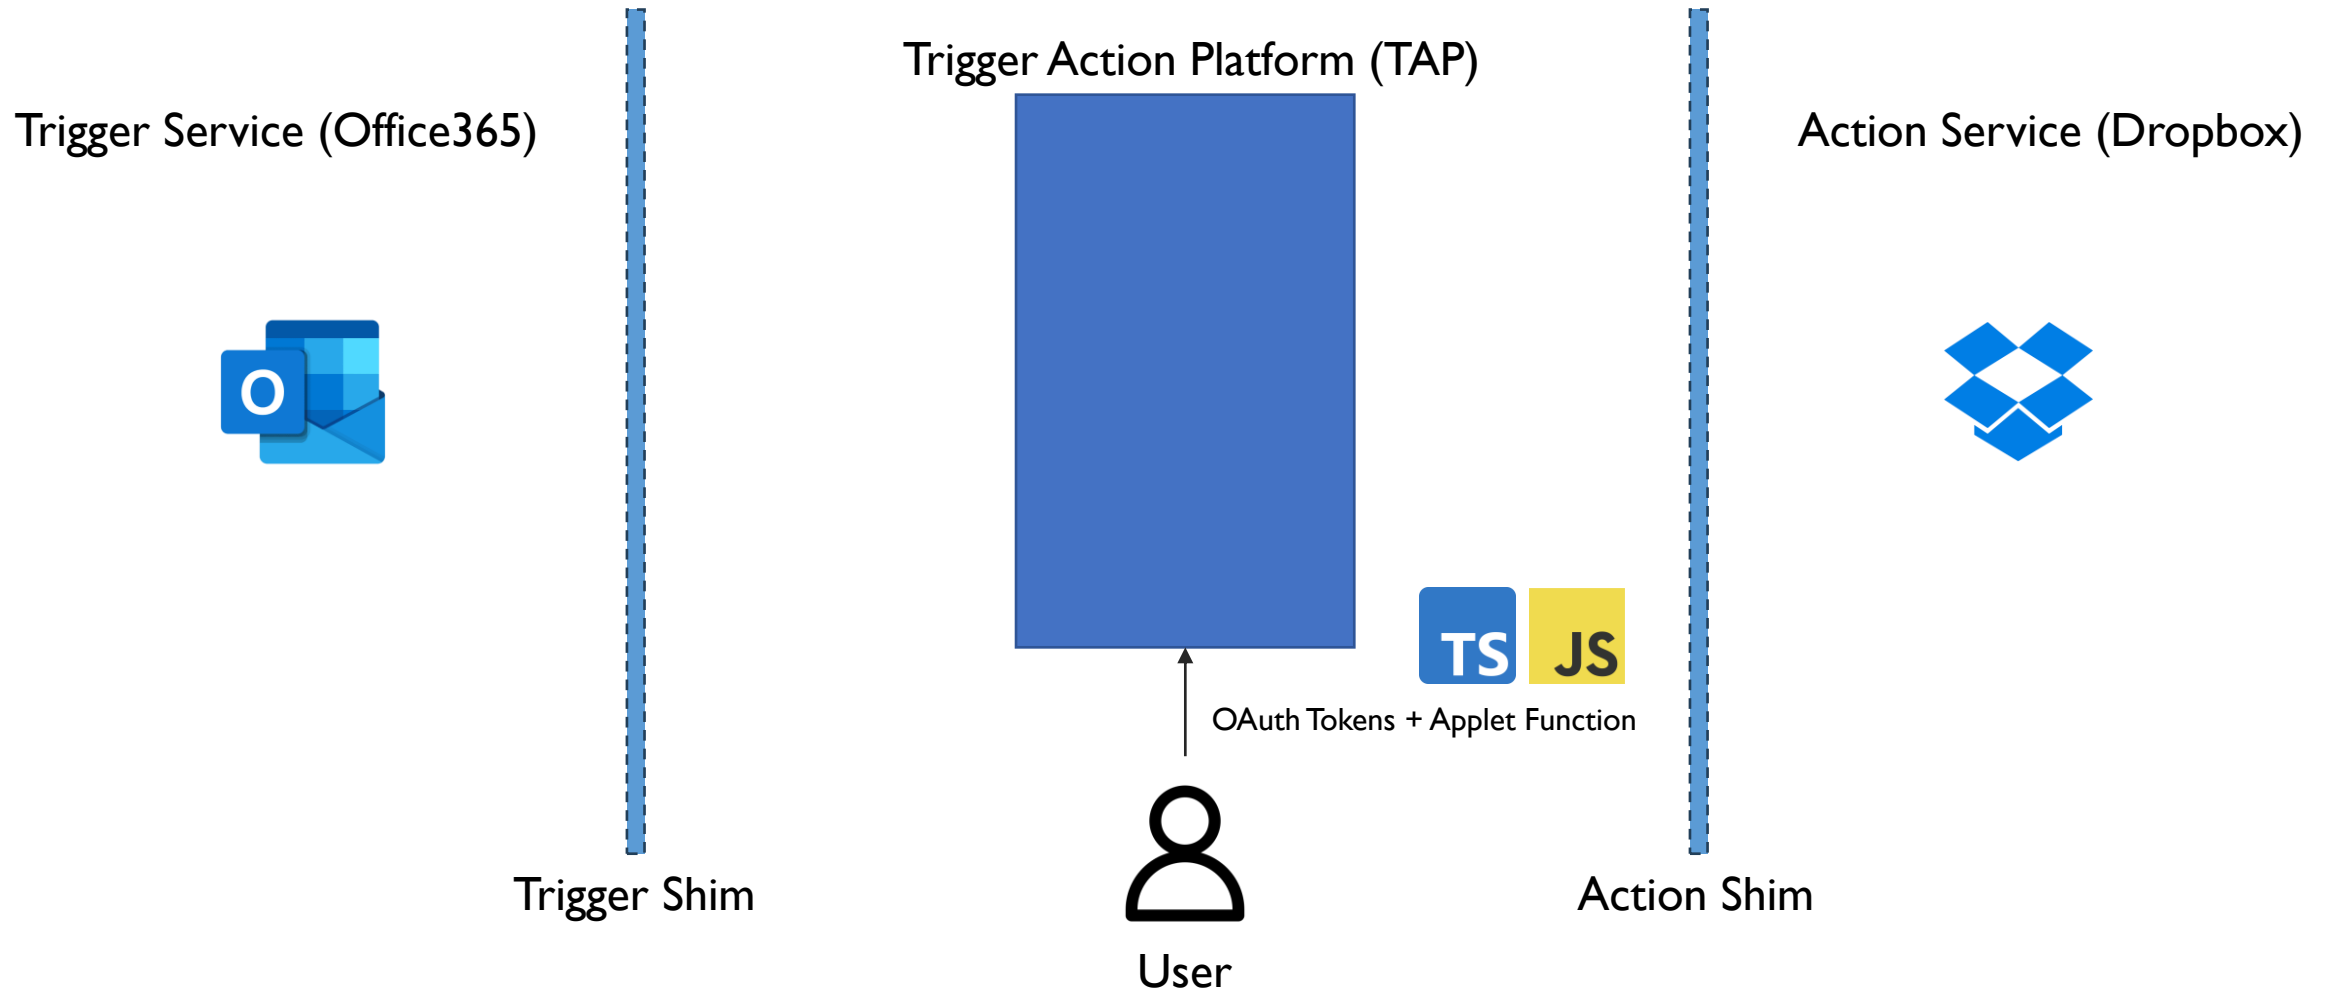 Trigger Action Platform (TAP)
Trigger Service (Office365)
Action Service (Dropbox)
O
TS
JS
OAuth Tokens + Applet Function
Trigger Shim
Action Shim
User